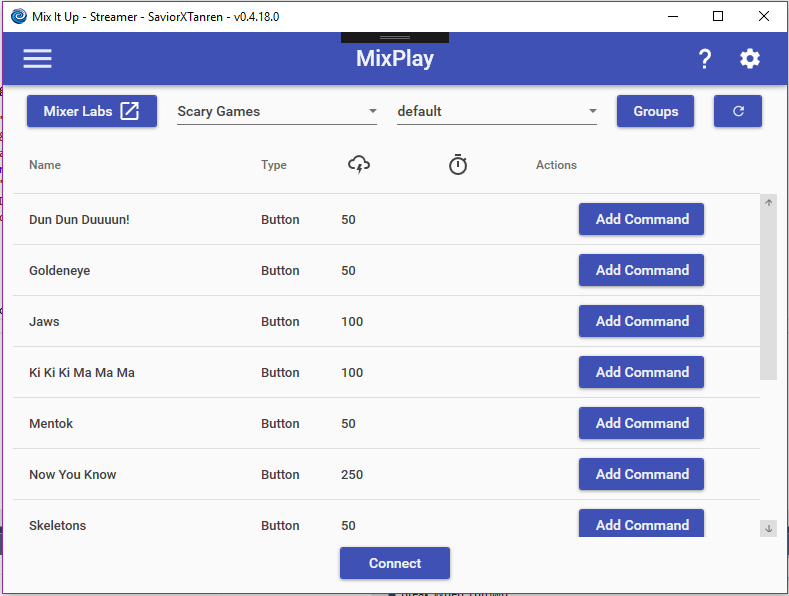 Mix It Up - Streamer - SaviorXTanren - v0.4.18.0
MixPlay
?
Mixer Labs Scary Games default Groups
Name Type Actions
Dun Dun Duuuun! Button 50 Add Command
Goldeneye Button 50 Add Command
Jaws Button 100 Add Command
Ki Ki Ki Ma Ma Ma Button 100 Add Command
Mentok Button 50 Add Command
Now You Know Button 250 Add Command
Skeletons Button 50 Add Command
Connect